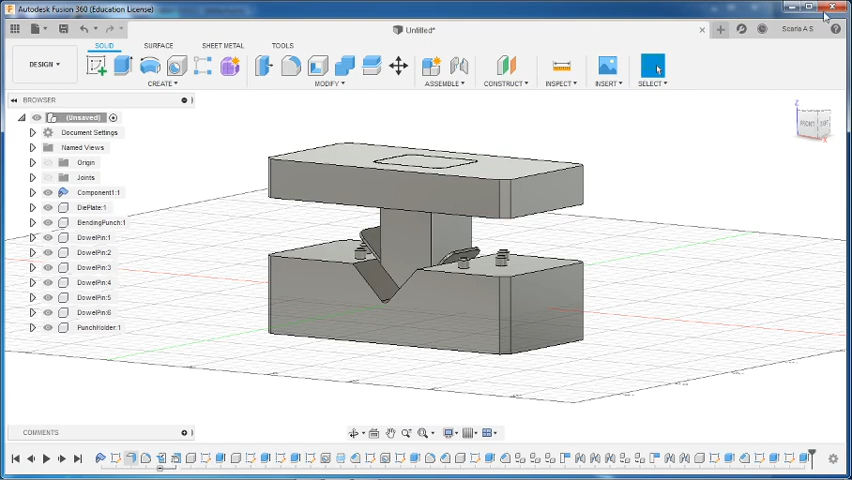 Autodesk Fusion 360 (Education License)
Untitled*
Scaria A S
SOLID SURFACE SHEET METAL TOOLS
DESIGN
CREATE MODIFY ASSEMBLE CONSTRUCT INSPECT INSERT SELECT
BROWSER
(Unsaved)
Document Settings
Named Views
Origin
Joints
Component1:1
DiePlate:1
BendingPunch:1
DowelPin:1
DowelPin:2
DowelPin:3
DowelPin:4
DowelPin:5
DowelPin:6
PunchHolder:1
Z
FRONT
X
COMMENTS